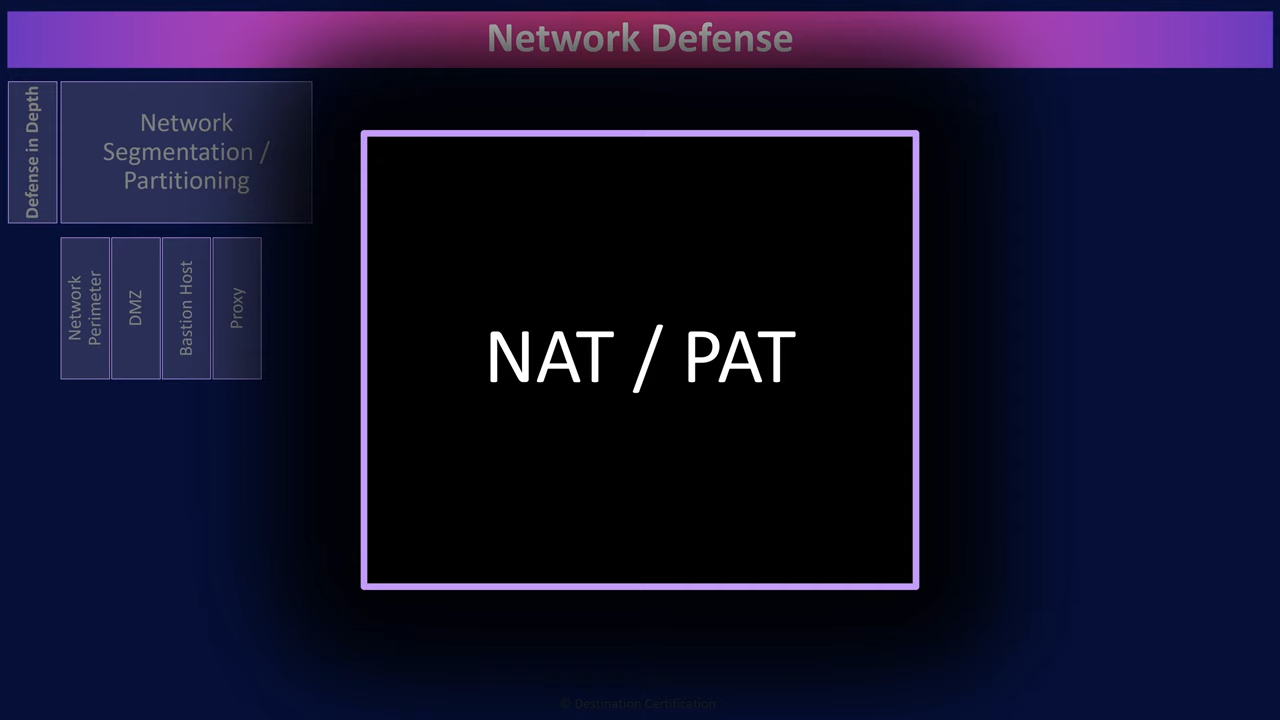 Network Defense
Defense in Depth
Network
Segmentation /
Partitioning
Network
Perimeter
DMZ
Bastion Host
Proxy
NAT / PAT
© Destination Certification